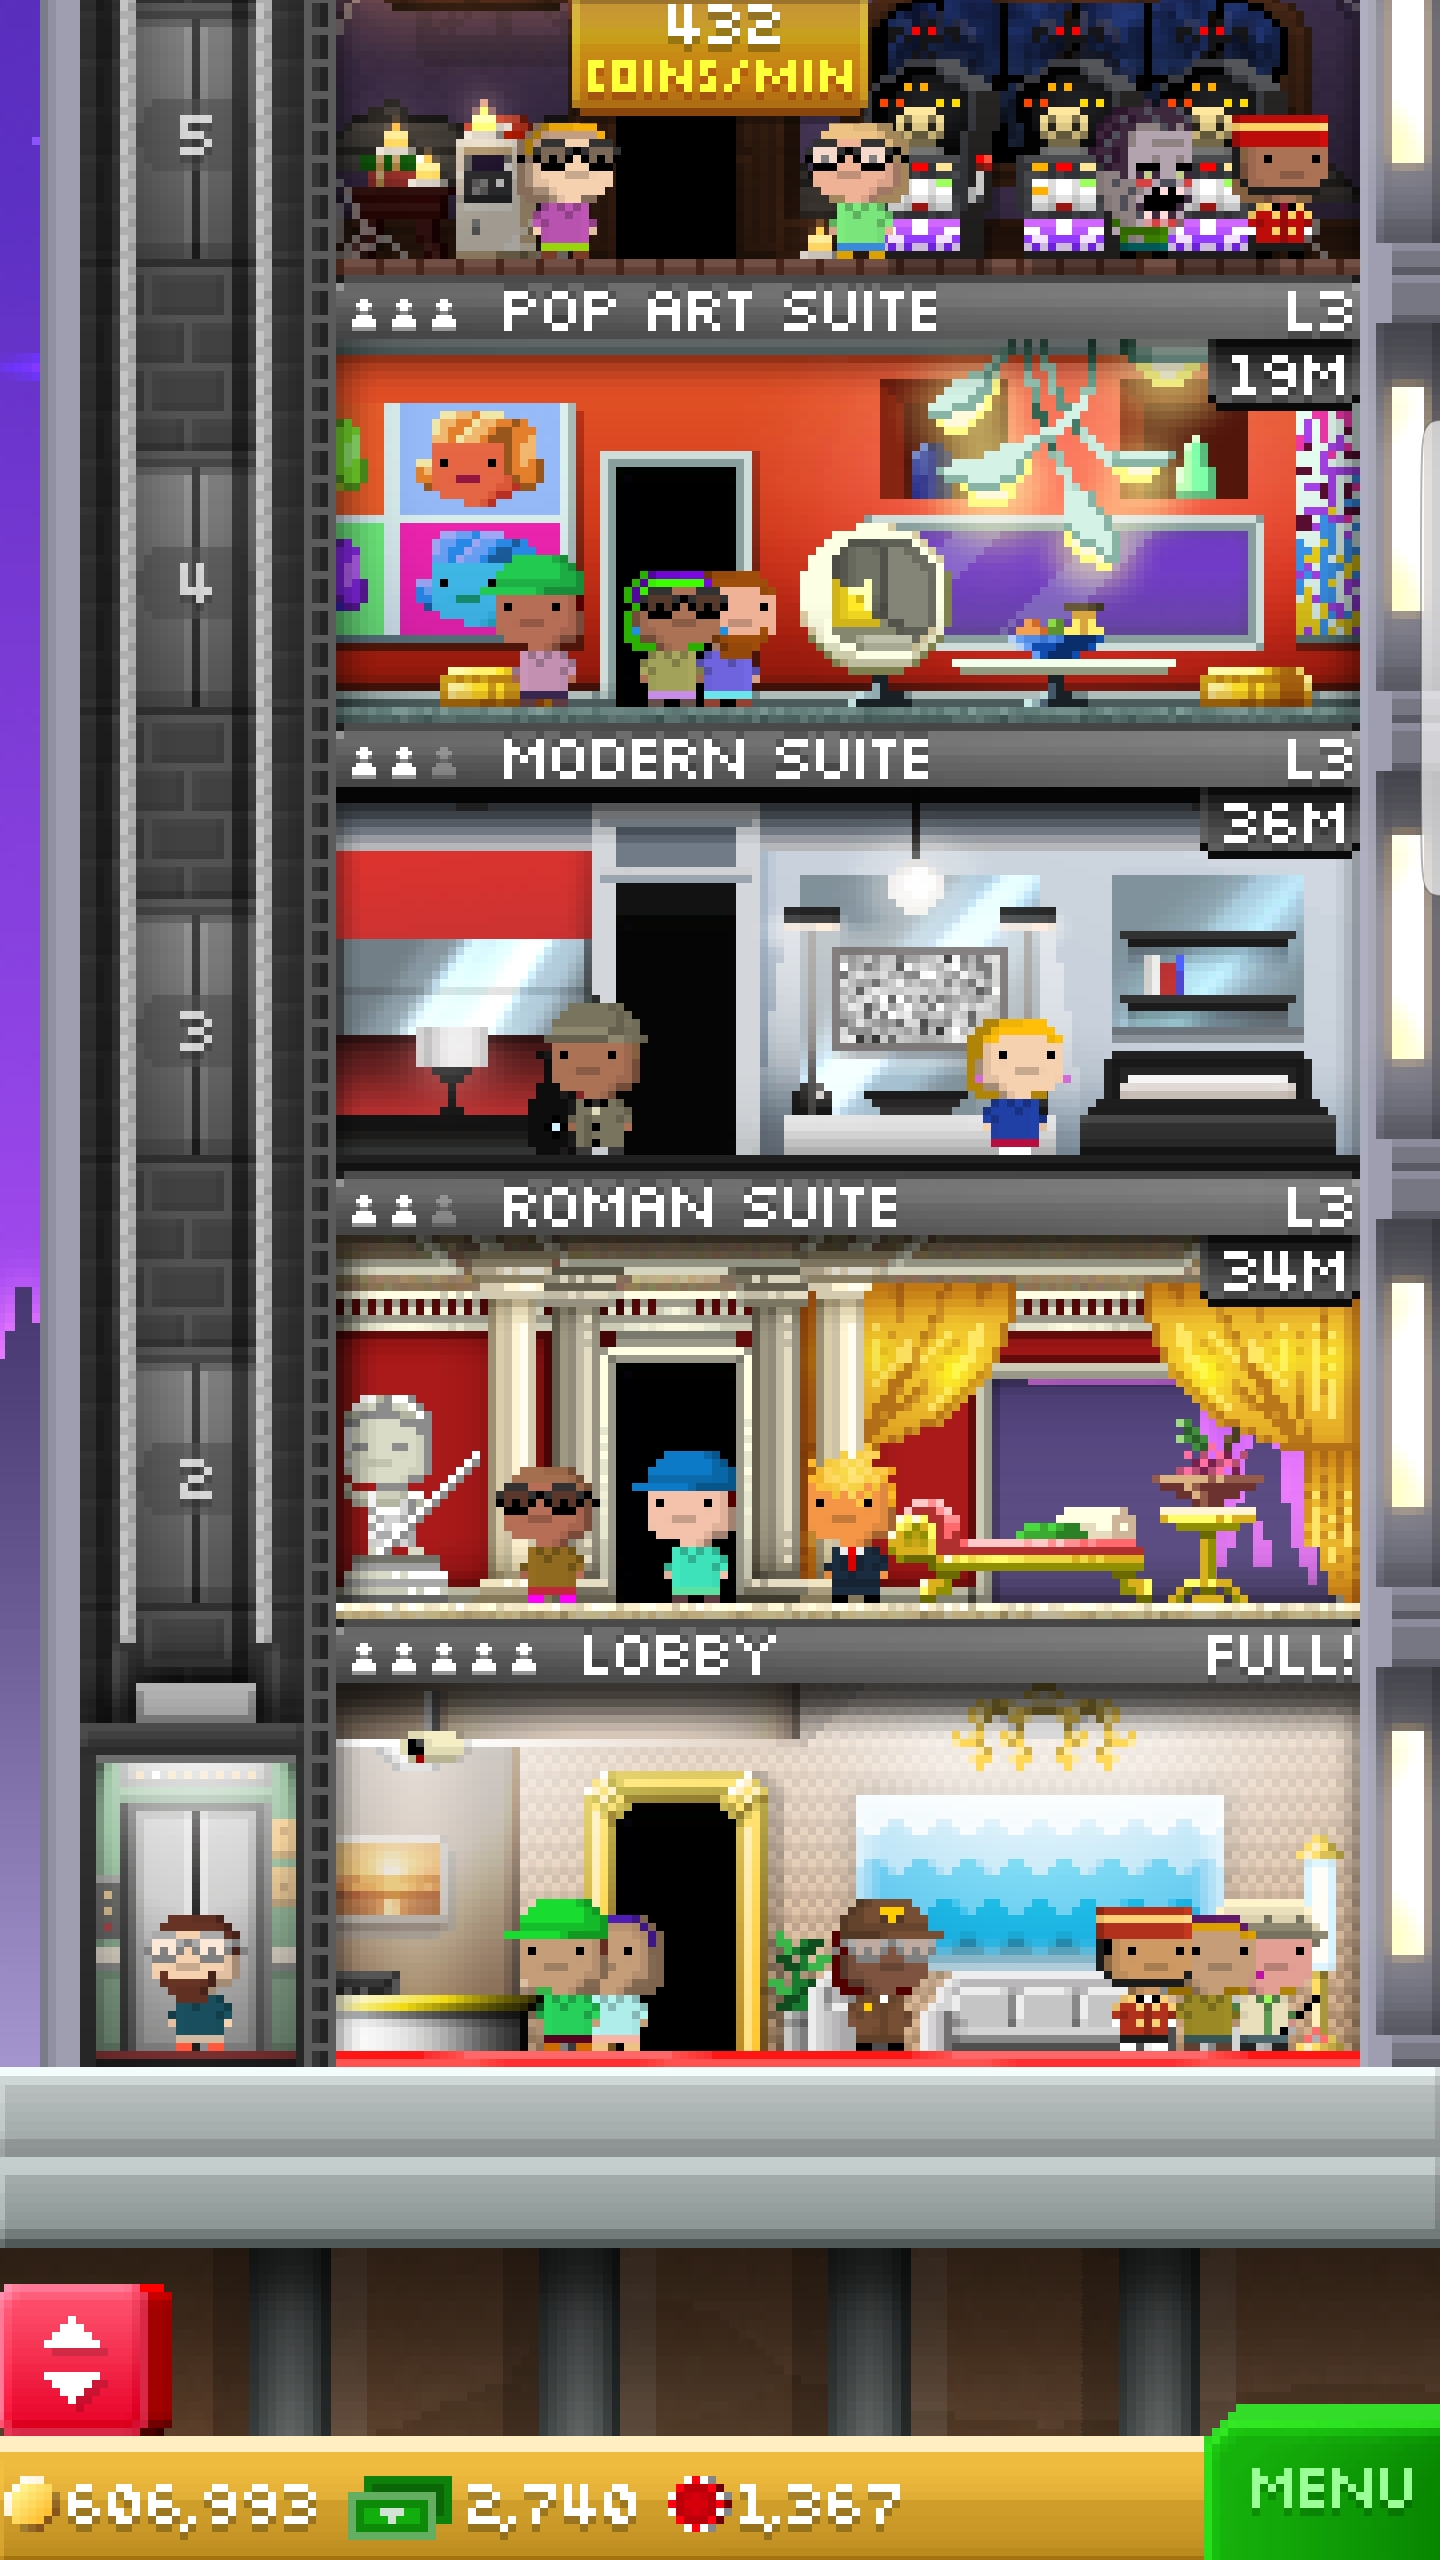 432
COINS/MIN
5
POP ART SUITE L3
19M
4
MODERN SUITE L3
36M
3
ROMAN SUITE L3
34M
2
LOBBY FULL!
606,993 2,740 1,367 MENU